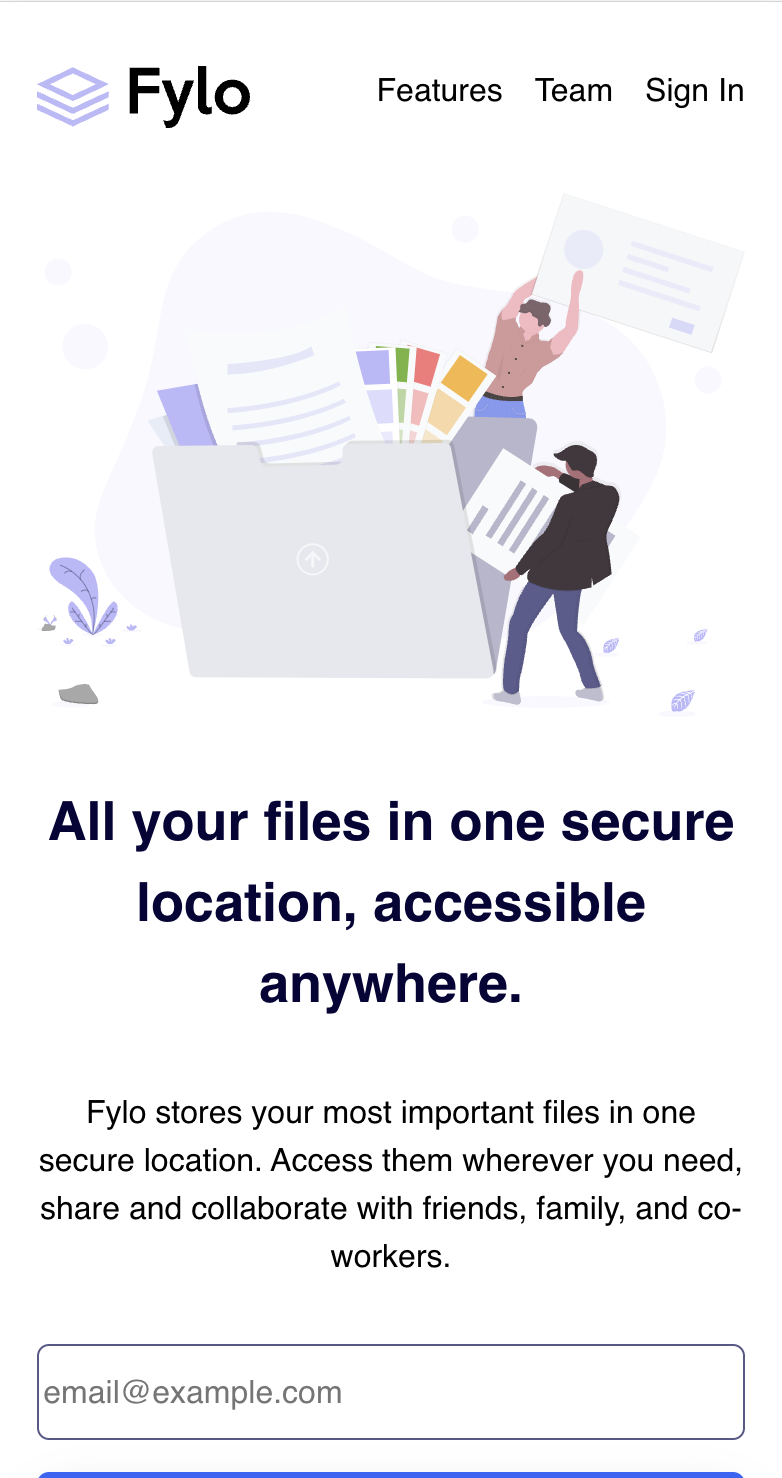 Fylo
Features Team Sign In
All your files in one secure
location, accessible
anywhere.
Fylo stores your most important files in one
secure location. Access them wherever you need,
share and collaborate with friends, family, and co-
workers.
email@example.com